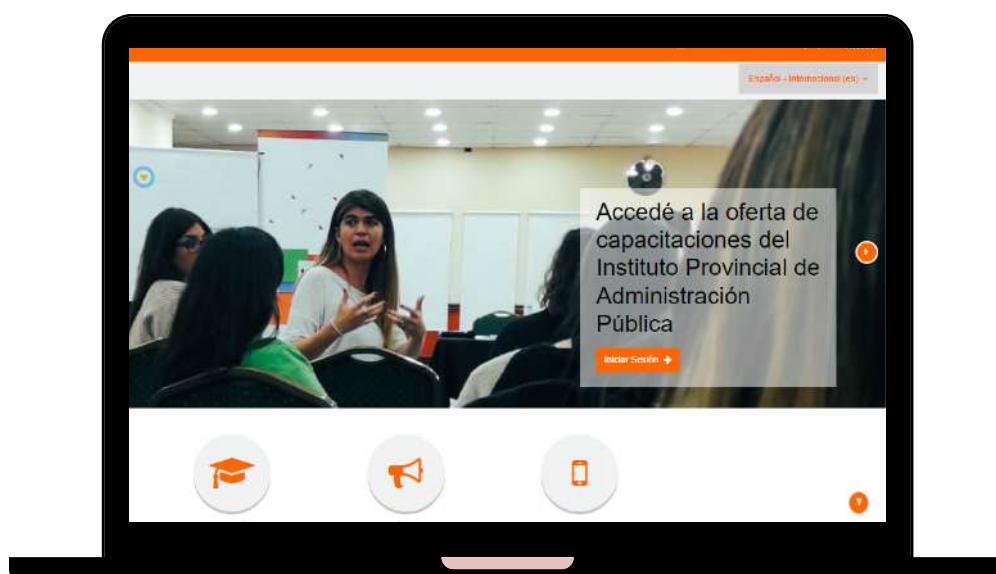 Español - Internacional (es)
Accedé a la oferta de
capacitaciones del
Instituto Provincial de
Administración
Pública
Iniciar Sesión